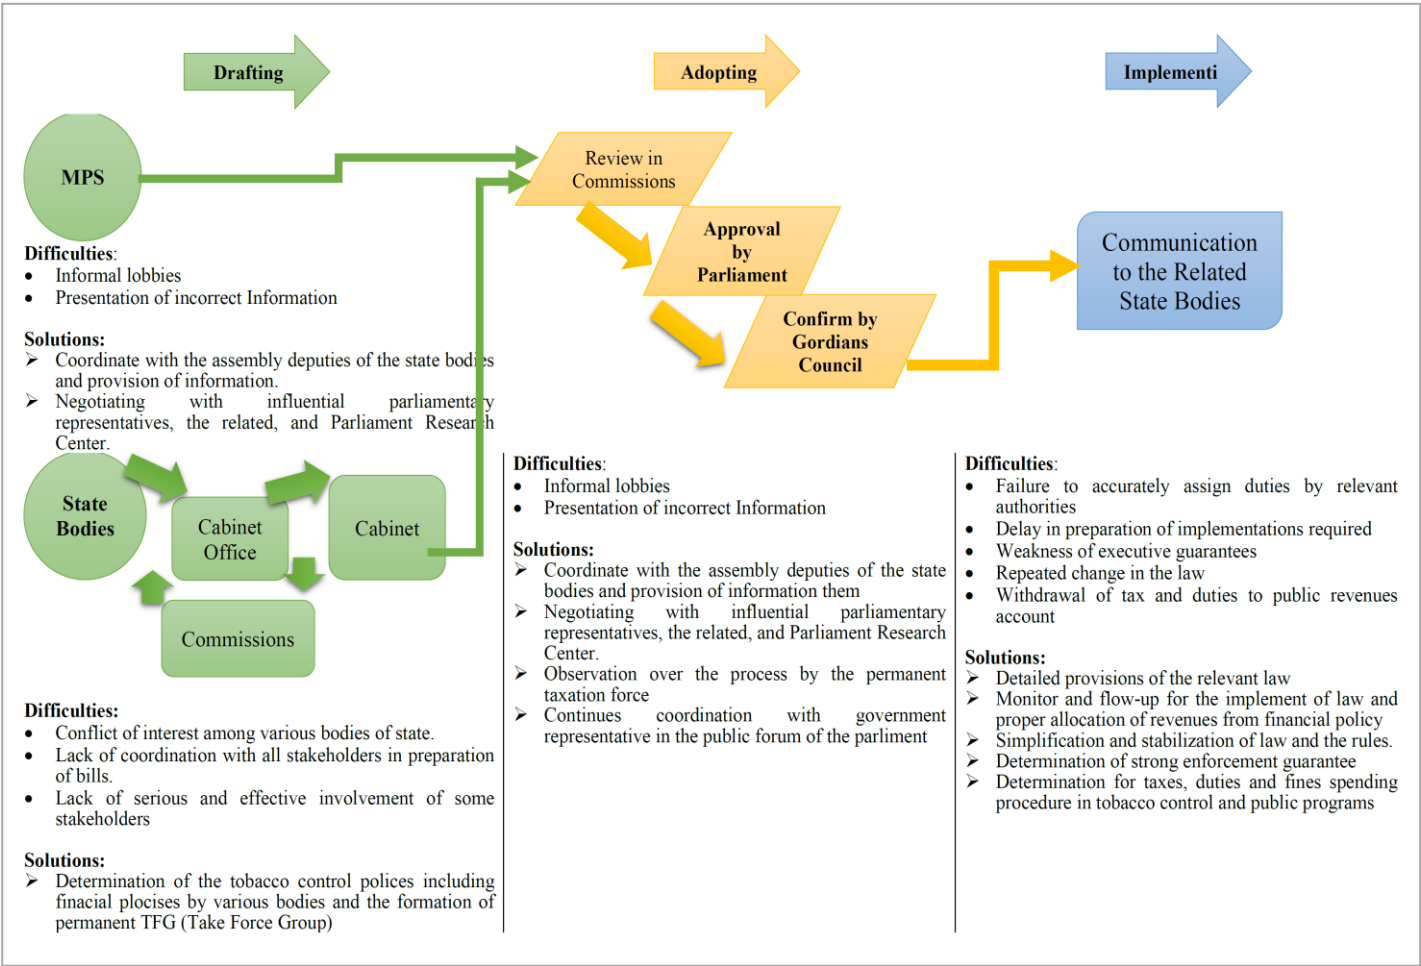 Drafting
Adopting
Implementi
MPS
Difficulties:
• Informal lobbies
• Presentation of incorrect Information
Solutions:
➢ Coordinate with the assembly deputies of the state bodies
and provision of information.
➢ Negotiating with influential parliamentary
representatives, the related, and Parliament Research
Center.
State
Bodies
Cabinet
Office
Cabinet
Commissions
Difficulties:
• Conflict of interest among various bodies of state.
• Lack of coordination with all stakeholders in preparation
of bills.
• Lack of serious and effective involvement of some
stakeholders
Solutions:
➢ Determination of the tobacco control polices including
finacial plocises by various bodies and the formation of
permanent TFG (Take Force Group)
Review in
Commissions
Approval
by
Parliament
Confirm by
Gordians
Council
Difficulties:
• Informal lobbies
• Presentation of incorrect Information
Solutions:
➢ Coordinate with the assembly deputies of the state
bodies and provision of information them
➢ Negotiating with influential parliamentary
representatives, the related, and Parliament Research
Center.
➢ Observation over the process by the permanent
taxation force
➢ Continues coordination with government
representative in the public forum of the parliment
Communication
to the Related
State Bodies
Difficulties:
• Failure to accurately assign duties by relevant
authorities
• Delay in preparation of implementations required
• Weakness of executive guarantees
• Repeated change in the law
• Withdrawal of tax and duties to public revenues
account
Solutions:
➢ Detailed provisions of the relevant law
➢ Monitor and flow-up for the implement of law and
proper allocation of revenues from financial policy
➢ Simplification and stabilization of law and the rules.
➢ Determination of strong enforcement guarantee
➢ Determination for taxes, duties and fines spending
procedure in tobacco control and public programs